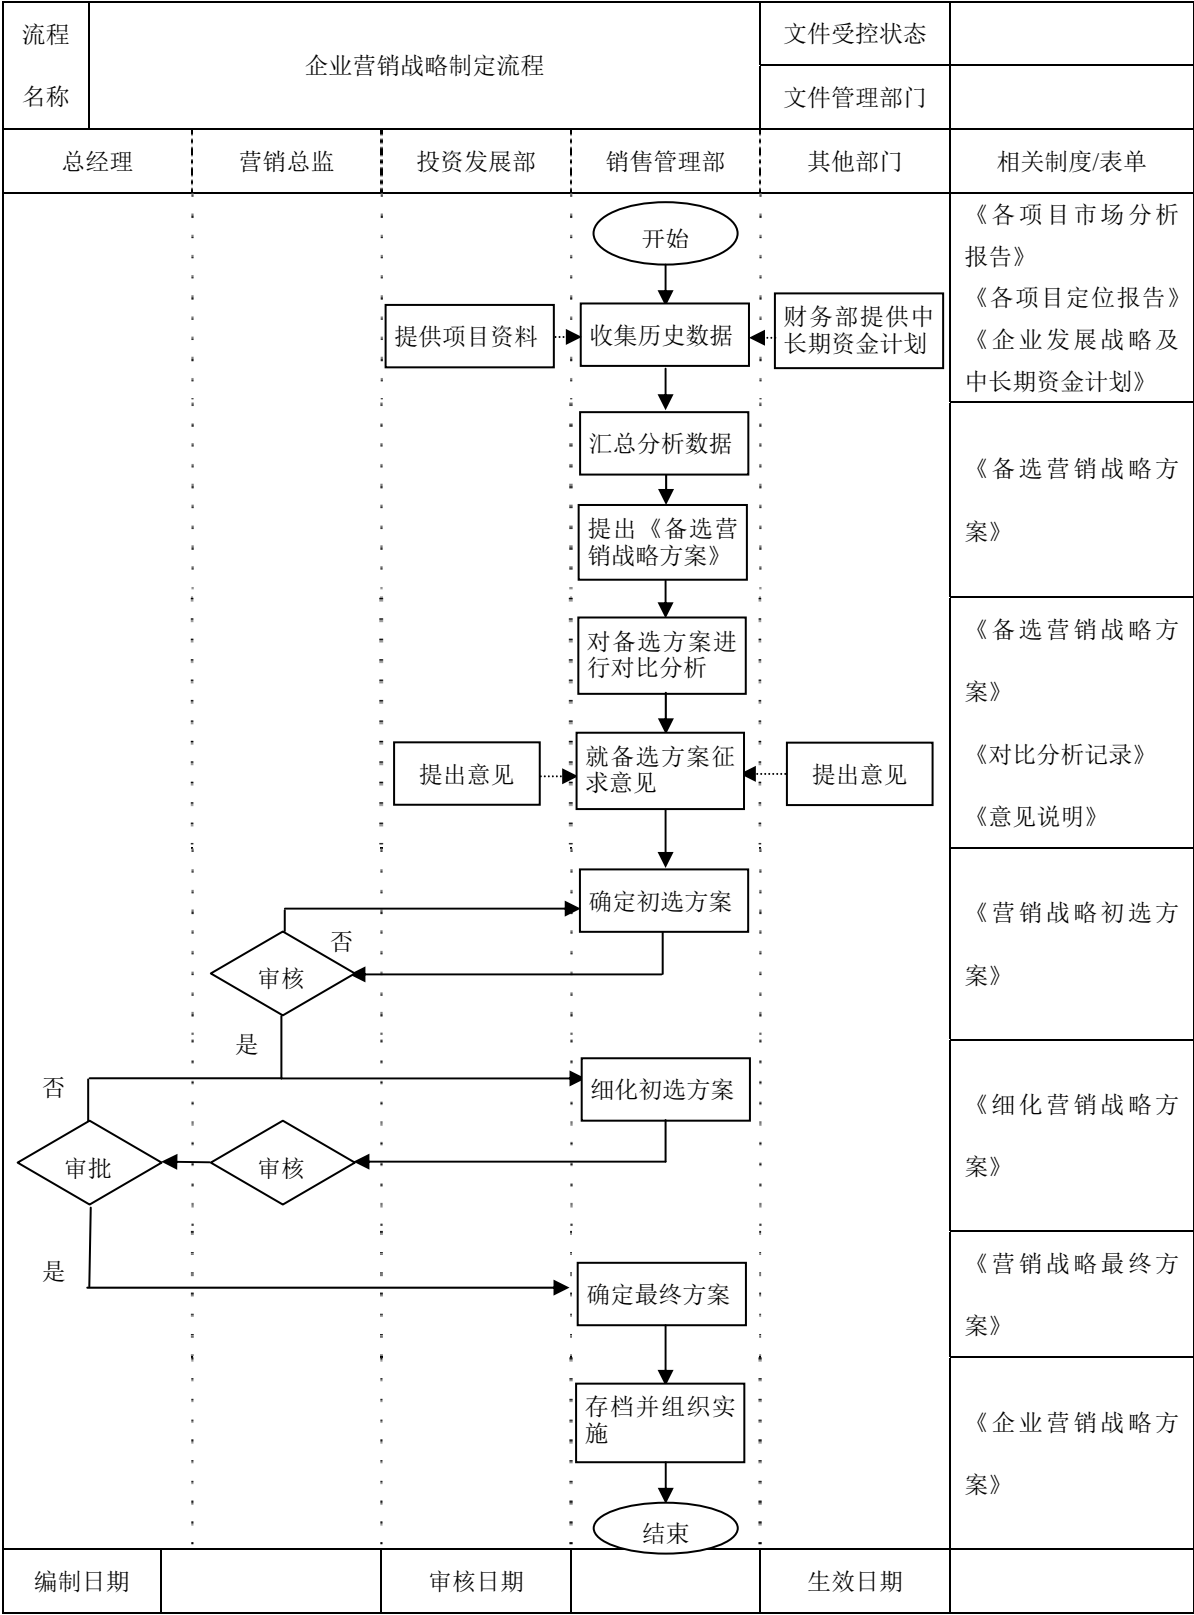 流程
名称
企业营销战略制定流程
文件受控状态
文件管理部门
总经理
营销总监
投资发展部
销售管理部
其他部门
相关制度/表单
开始
提供项目资料
收集历史数据
财务部提供中
长期资金计划
《各项目市场分析
报告》
《各项目定位报告》
《企业发展战略及
中长期资金计划》
汇总分析数据
提出《备选营
销战略方案》
《备选营销战略方
案》
对备选方案进
行对比分析
提出意见
就备选方案征
求意见
提出意见
《备选营销战略方
案》
《对比分析记录》
《意见说明》
确定初选方案
否
审核
是
《营销战略初选方
案》
否
细化初选方案
审批
审核
《细化营销战略方
案》
是
确定最终方案
《营销战略最终方
案》
存档并组织实
施
结束
《企业营销战略方
案》
编制日期
审核日期
生效日期